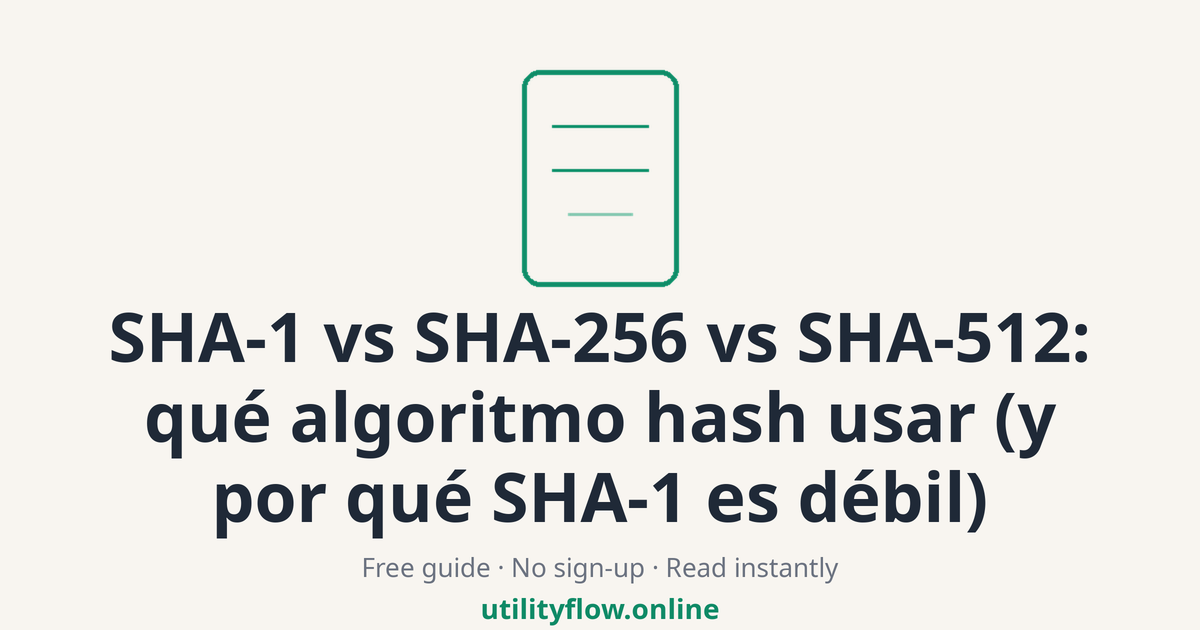 SHA-1 vs SHA-256 vs SHA-512:
qué algoritmo hash usar (y
por qué SHA-1 es débil)
Free guide · No sign-up · Read instantly
utilityflow.online